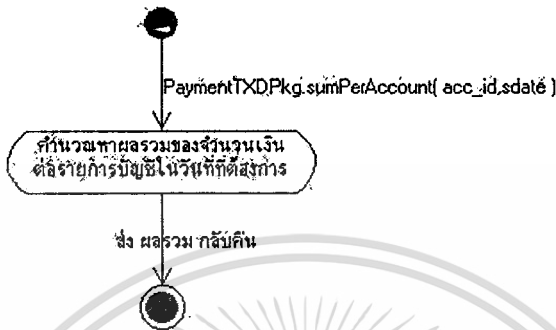 PaymentTXDPkg.sumPerAccount( acc_id,sdate )
คำนวณหาผลรวมของจำนวนเงิน
ต่อรายการบัญชีในวันที่ที่ต้องการ
ส่ง ผลรวม กลับคืน